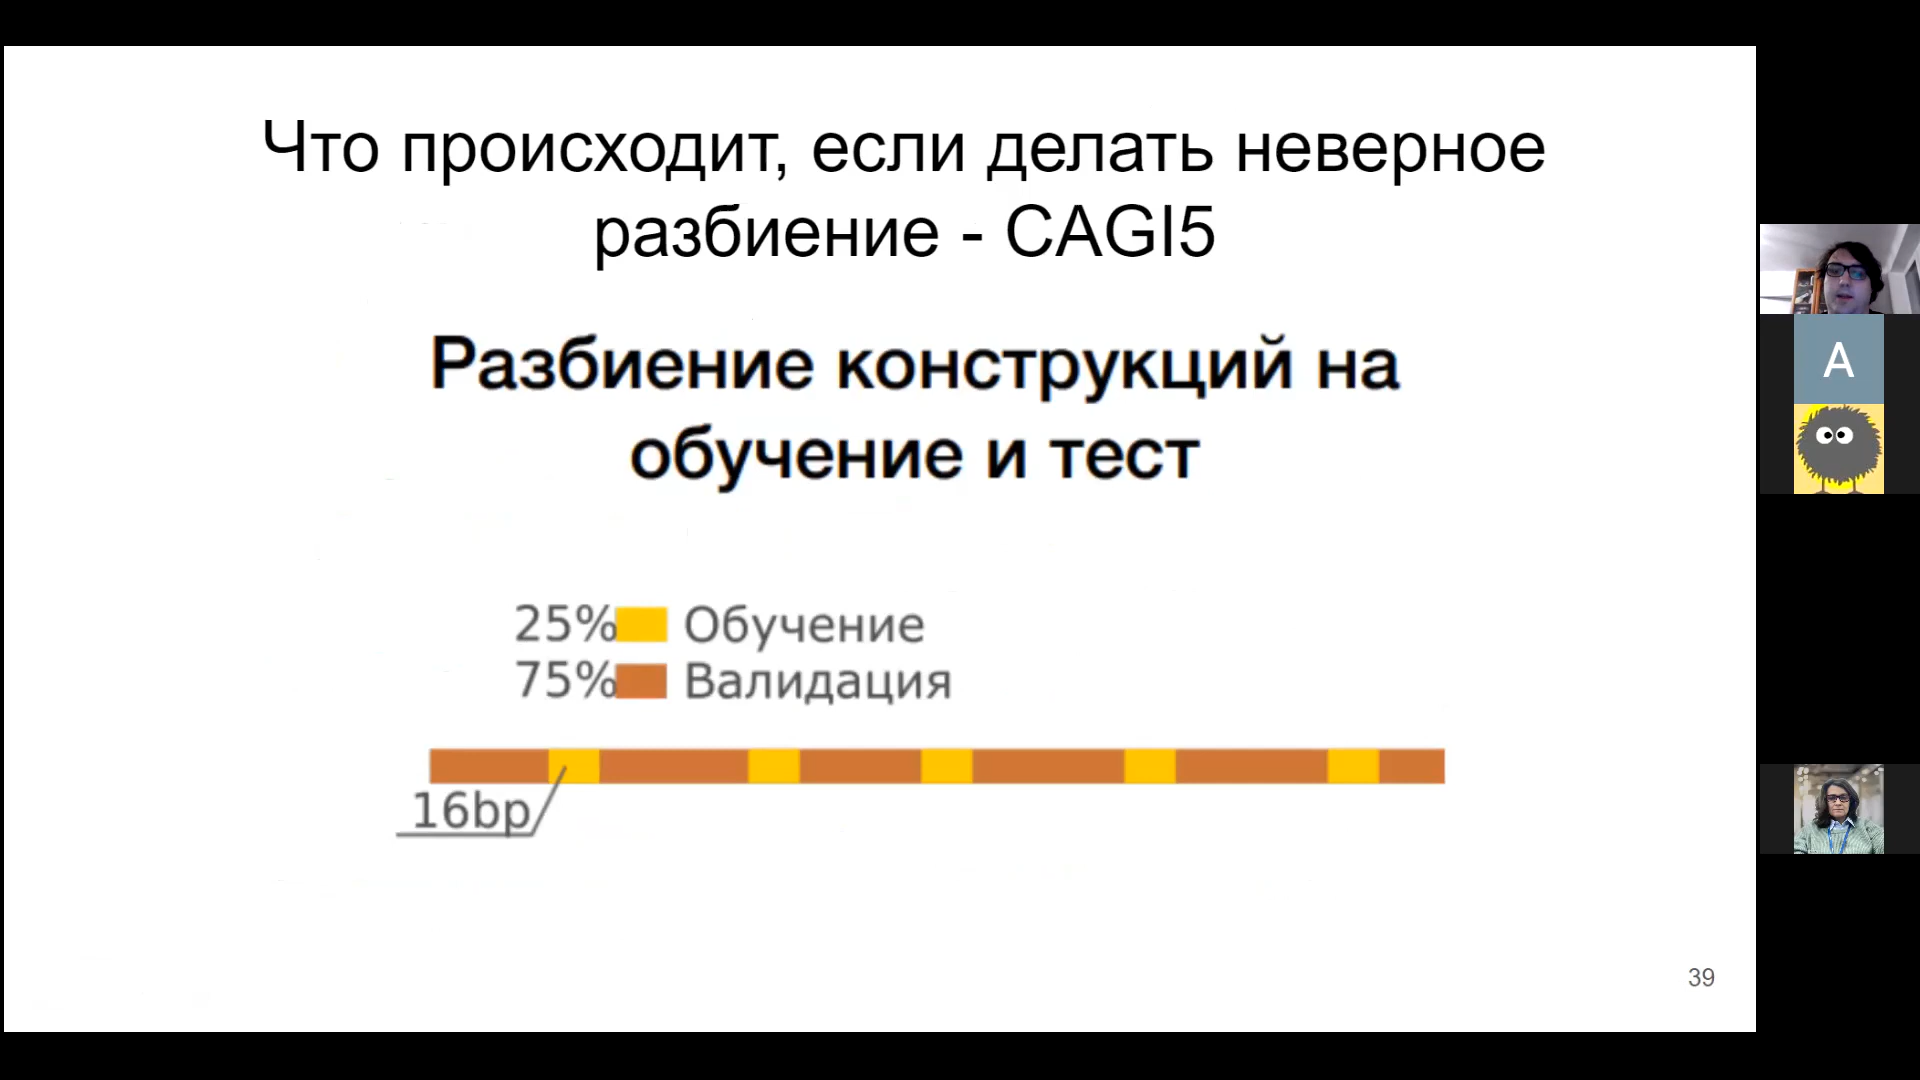 Что происходит, если делать неверное
разбиение - CAGI5
Разбиение конструкций на
обучение и тест
25% Обучение
75% Валидация
16bp
39
A